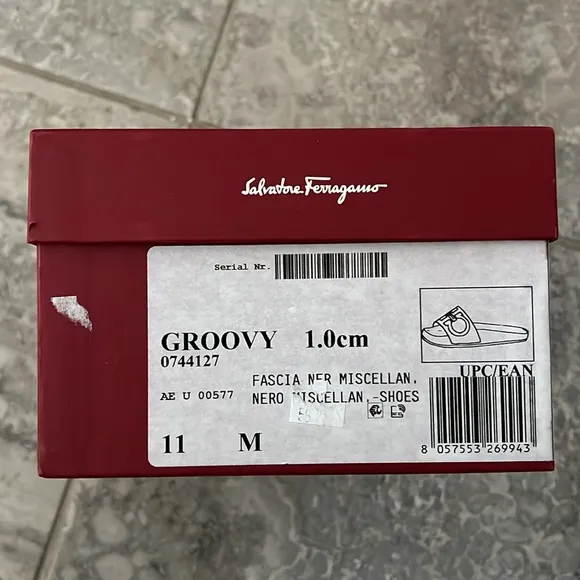 Salvatore Ferragamo
Serial Nr.
GROOVY 1.0cm
0744127
UPC/EAN
FASCIA NER MISCELLAN.
AE U 00577 NERO MISCELLAN.-SHOES
11 M
8 057553 269943